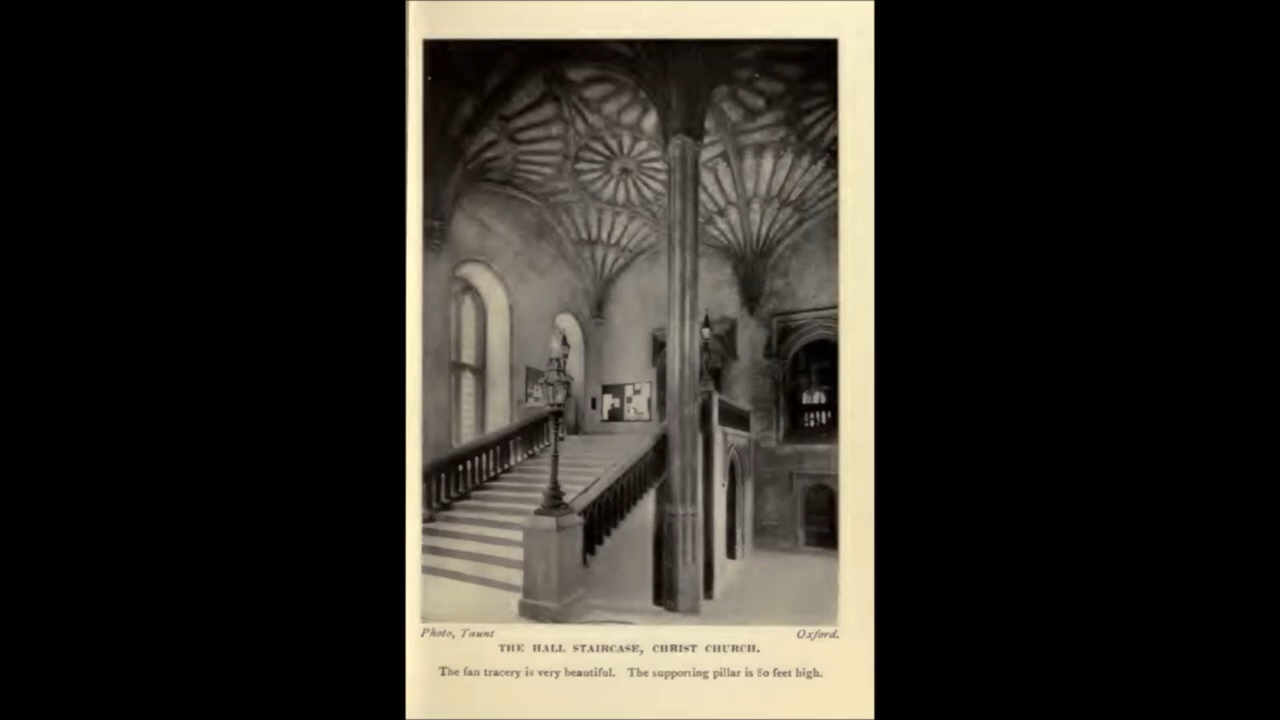 Photo, Taunt Oxford.
THE HALL STAIRCASE, CHRIST CHURCH.
The fan tracery is very beautiful. The supporting pillar is 80 feet high.